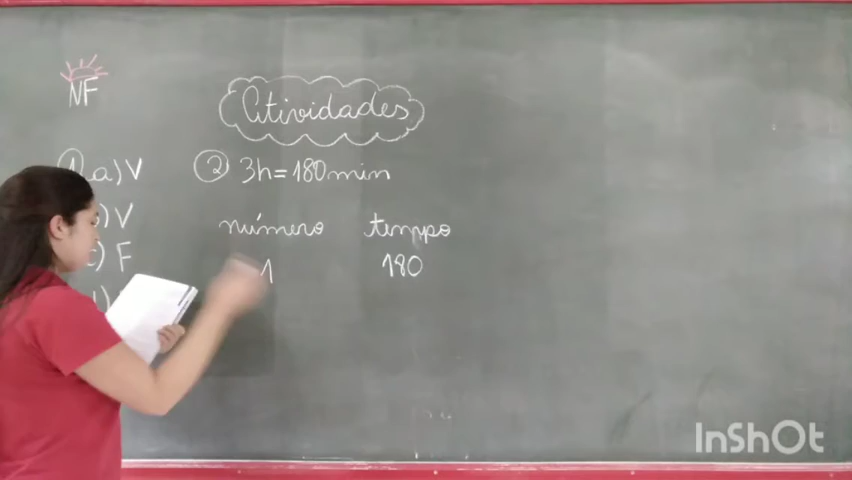 NF
Atividades
1 a) V
) V
c) F
d)
2 3h = 180 min
número tempo
1 180
InShOt